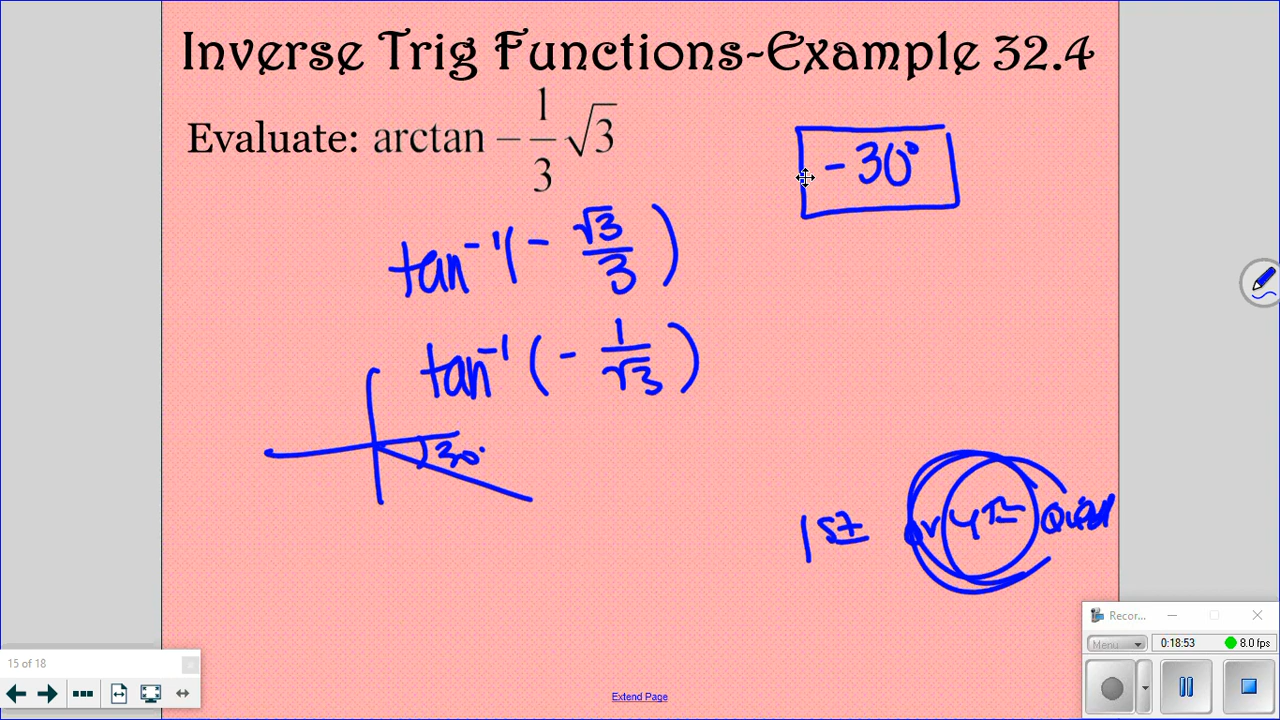 Inverse Trig Functions-Example 32.4
Evaluate: arctan - 1/3 √3
-30°
tan⁻¹(- √3/3)
tan⁻¹(- 1/√3)
30°
1st or 4th Quad
Recor...
Menu 0:18:53 8.0 fps
15 of 18
Extend Page